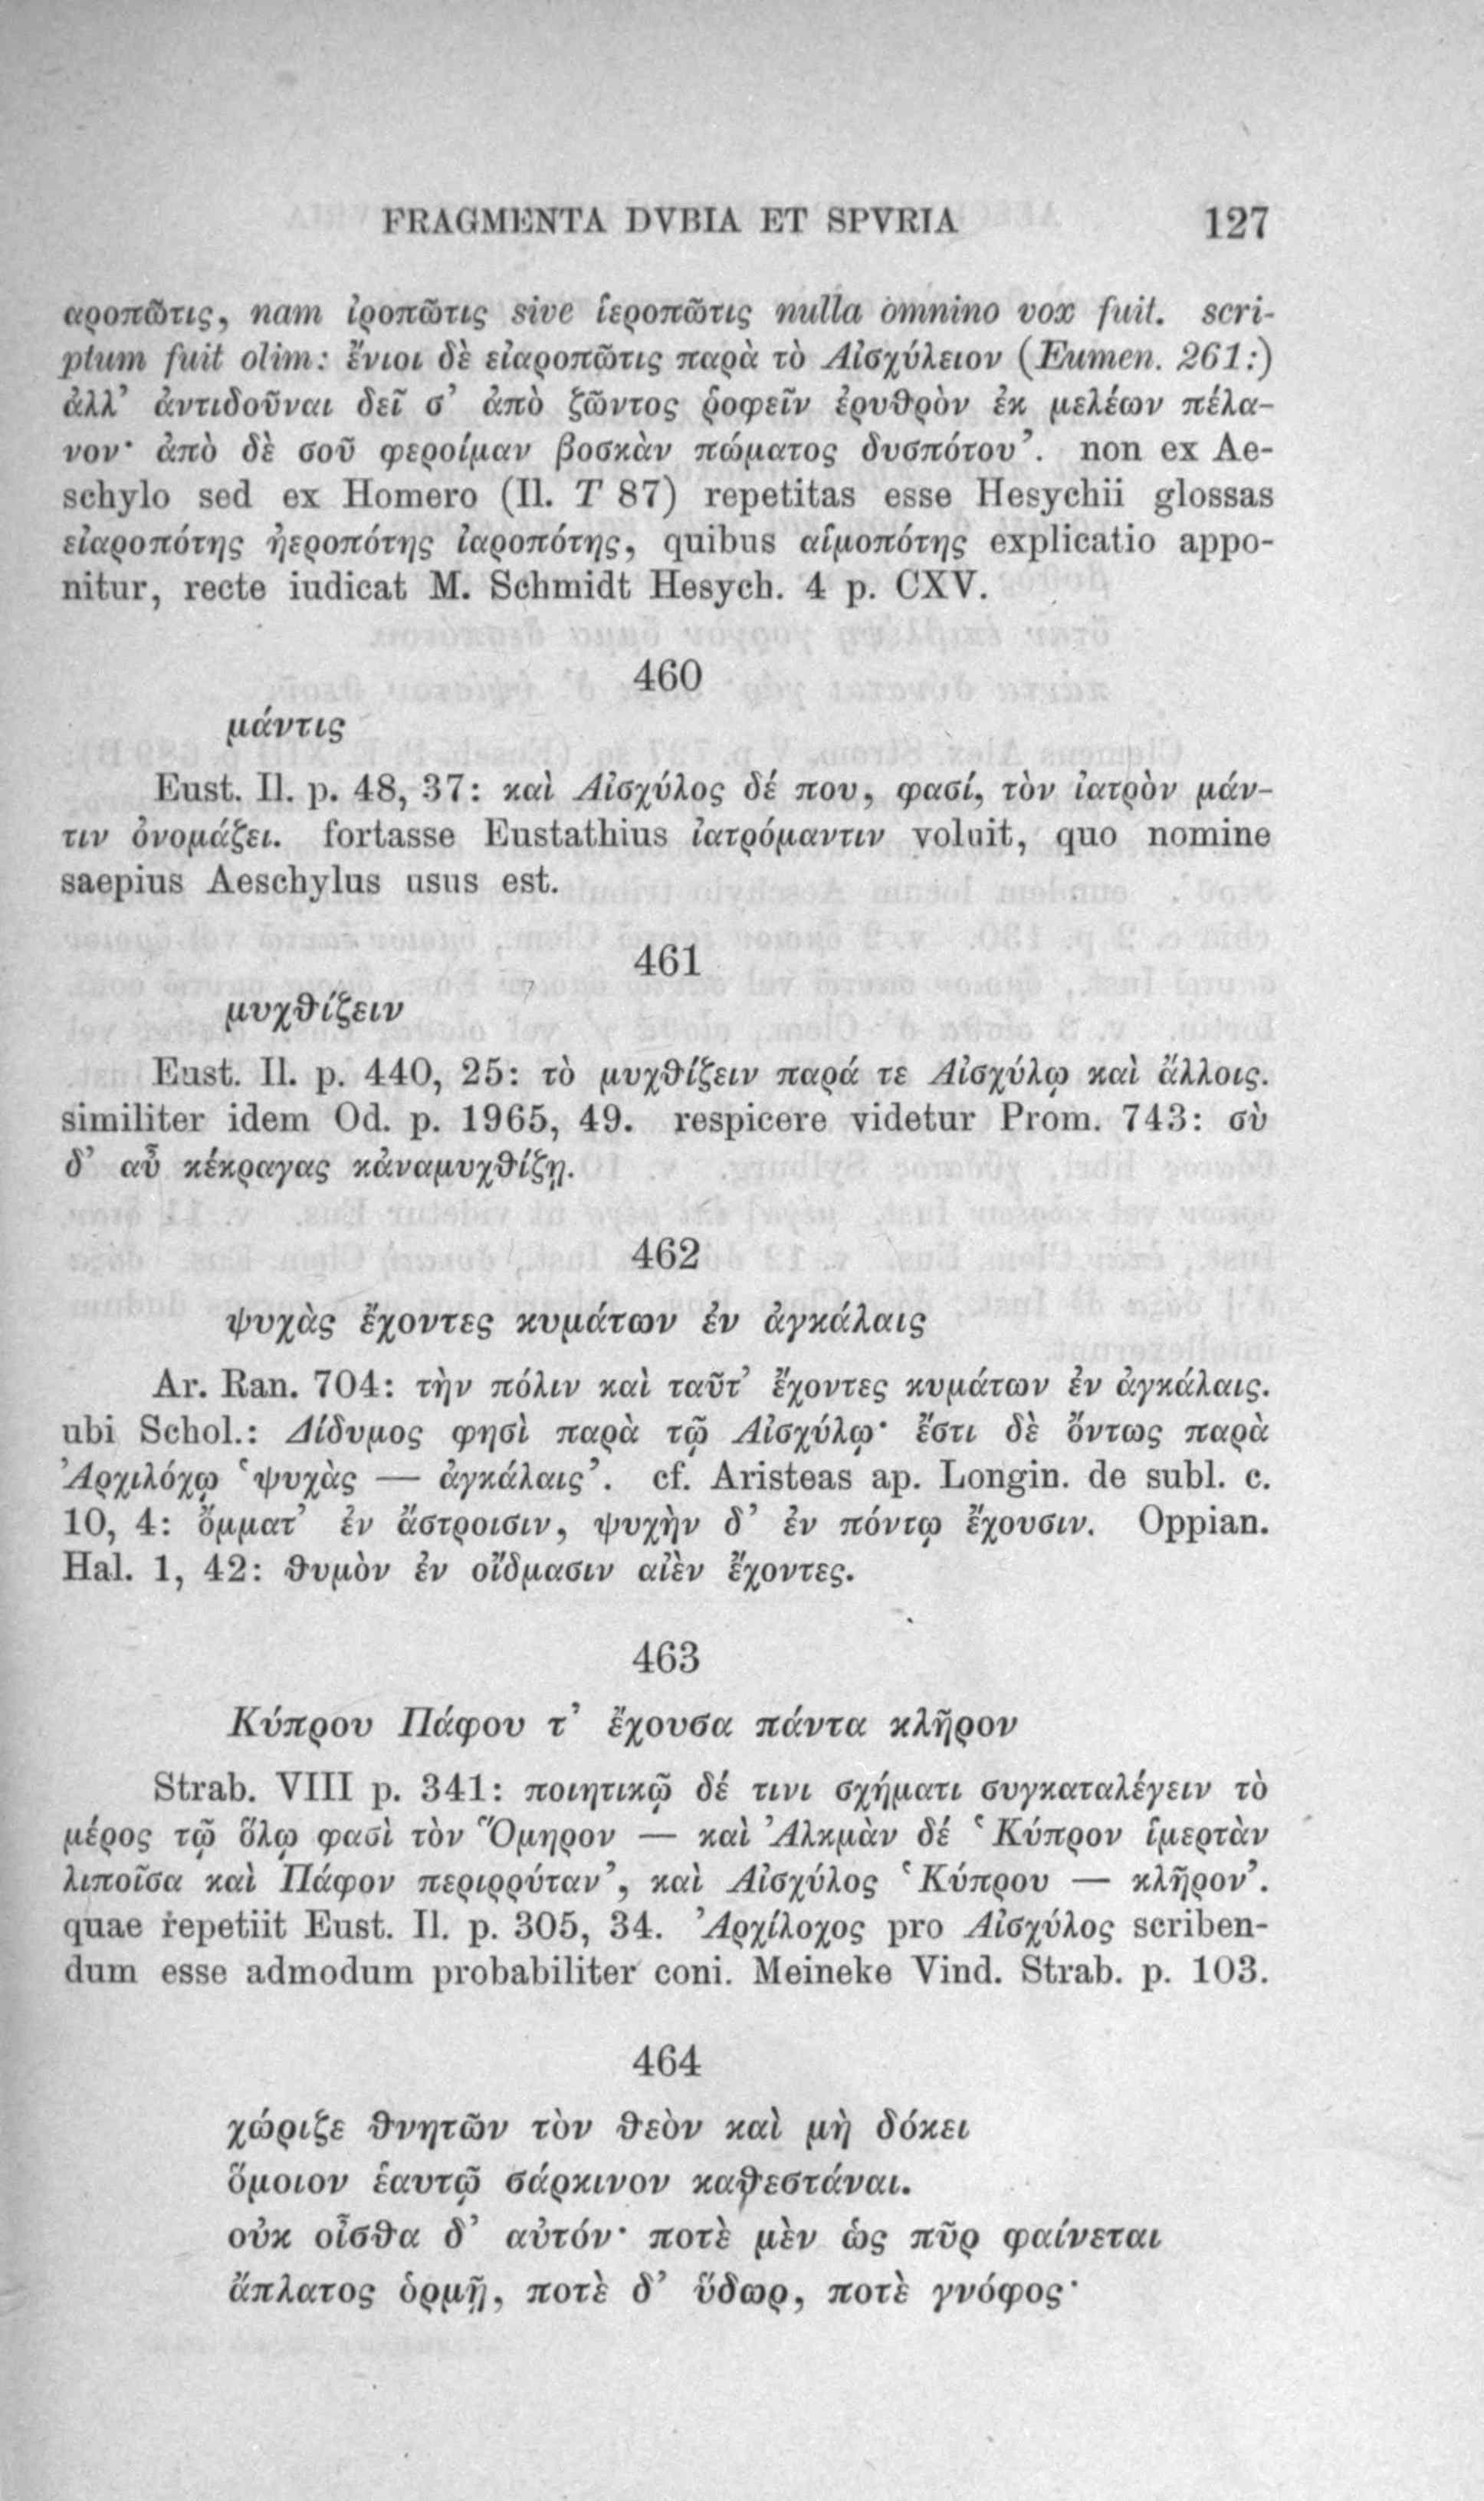 FRAGMENTA DVBIA ET SPVRIA 127
αροπῶτις, nam ἰροπῶτις sive ἱεροπῶτις nulla omnino vox fuit. scri-
ptum fuit olim: ἔνιοι δὲ εἰαροπῶτις παρὰ τὸ Αἰσχύλειον (Eumen. 261:)
ἀλλ’ ἀντιδοῦναι δεῖ σ’ ἀπὸ ζῶντος ῥοφεῖν ἐρυθρὸν ἐκ μελέων πέλα-
νον· ἀπὸ δὲ σοῦ φεροίμαν βοσκὰν πώματος δυσπότου’. non ex Ae-
schylo sed ex Homero (Il. T 87) repetitas esse Hesychii glossas
εἰαροπότης ἠεροπότης ἰαροπότης, quibus αἱμοπότης explicatio appo-
nitur, recte iudicat M. Schmidt Hesych. 4 p. CXV.
460
μάντις
Eust. Il. p. 48, 37: καὶ Αἰσχύλος δέ που, φασί, τὸν ἰατρὸν μάν-
τιν ὀνομάζει. fortasse Eustathius ἰατρόμαντιν voluit, quo nomine
saepius Aeschylus usus est.
461
μυχθίζειν
Eust. Il. p. 440, 25: τὸ μυχθίζειν παρά τε Αἰσχύλῳ καὶ ἄλλοις.
similiter idem Od. p. 1965, 49. respicere videtur Prom. 743: σὺ
δ’ αὖ κέκραγας κἀναμυχθίζῃ.
462
ψυχὰς ἔχοντες κυμάτων ἐν ἀγκάλαις
Ar. Ran. 704: τὴν πόλιν καὶ ταῦτ’ ἔχοντες κυμάτων ἐν ἀγκάλαις.
ubi Schol.: Δίδυμος φησὶ παρὰ τῷ Αἰσχύλῳ· ἔστι δὲ ὄντως παρὰ
Ἀρχιλόχῳ ‘ψυχὰς — ἀγκάλαις’. cf. Aristeas ap. Longin. de subl. c.
10, 4: ὄμματ’ ἐν ἄστροισιν, ψυχὴν δ’ ἐν πόντῳ ἔχουσιν. Oppian.
Hal. 1, 42: θυμὸν ἐν οἴδμασιν αἰὲν ἔχοντες.
463
Κύπρου Πάφου τ’ ἔχουσα πάντα κλῆρον
Strab. VIII p. 341: ποιητικῷ δέ τινι σχήματι συγκαταλέγειν τὸ
μέρος τῷ ὅλῳ φασὶ τὸν Ὅμηρον — καὶ Ἀλκμὰν δέ ‘Κύπρον ἱμερτὰν
λιποῖσα καὶ Πάφον περιρρύταν’, καὶ Αἰσχύλος ‘Κύπρου — κλῆρον’.
quae repetiit Eust. Il. p. 305, 34. Ἀρχίλοχος pro Αἰσχύλος scriben-
dum esse admodum probabiliter coni. Meineke Vind. Strab. p. 103.
464
χώριζε θνητῶν τὸν θεὸν καὶ μὴ δόκει
ὅμοιον ἑαυτῷ σάρκινον καθεστάναι.
οὐκ οἶσθα δ’ αὐτόν· ποτὲ μὲν ὡς πῦρ φαίνεται
ἄπλατος ὁρμῇ, ποτὲ δ’ ὕδωρ, ποτὲ γνόφος·